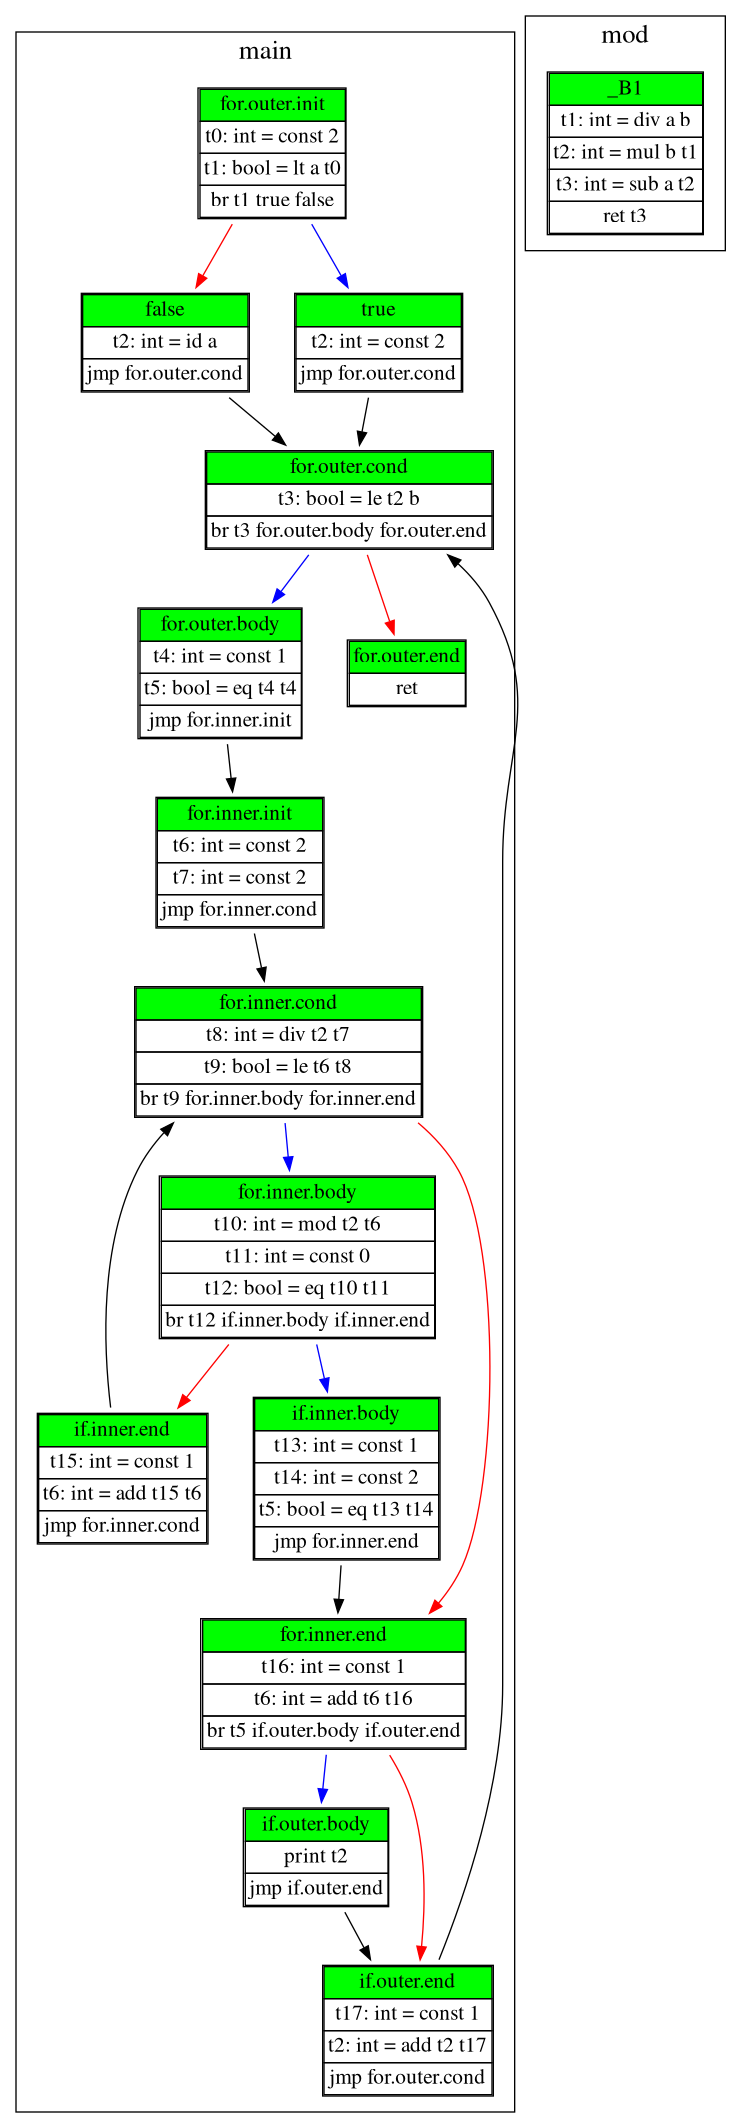 main
for.outer.init
t0: int = const 2
t1: bool = lt a t0
br t1 true false
false
t2: int = id a
jmp for.outer.cond
true
t2: int = const 2
jmp for.outer.cond
for.outer.cond
t3: bool = le t2 b
br t3 for.outer.body for.outer.end
for.outer.body
t4: int = const 1
t5: bool = eq t4 t4
jmp for.inner.init
for.outer.end
ret
for.inner.init
t6: int = const 2
t7: int = const 2
jmp for.inner.cond
for.inner.cond
t8: int = div t2 t7
t9: bool = le t6 t8
br t9 for.inner.body for.inner.end
for.inner.body
t10: int = mod t2 t6
t11: int = const 0
t12: bool = eq t10 t11
br t12 if.inner.body if.inner.end
if.inner.end
t15: int = const 1
t6: int = add t15 t6
jmp for.inner.cond
if.inner.body
t13: int = const 1
t14: int = const 2
t5: bool = eq t13 t14
jmp for.inner.end
for.inner.end
t16: int = const 1
t6: int = add t6 t16
br t5 if.outer.body if.outer.end
if.outer.body
print t2
jmp if.outer.end
if.outer.end
t17: int = const 1
t2: int = add t2 t17
jmp for.outer.cond
mod
_B1
t1: int = div a b
t2: int = mul b t1
t3: int = sub a t2
ret t3